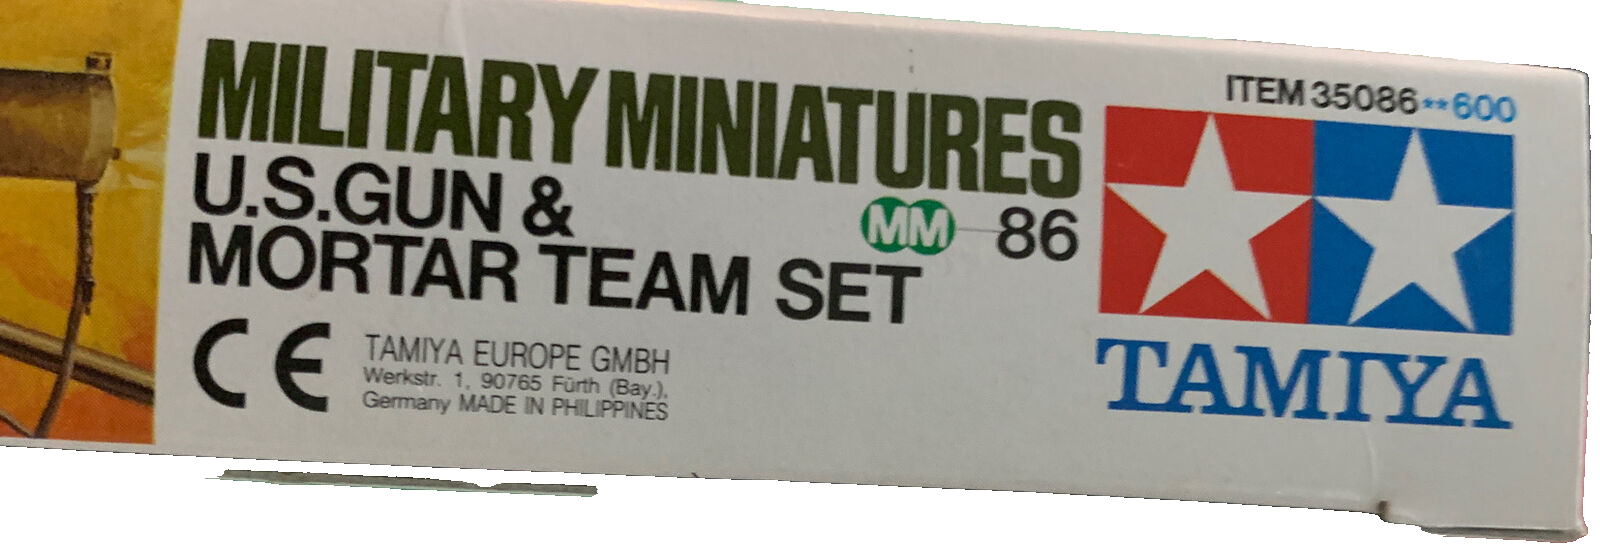 MILITARY MINIATURES
U.S.GUN &
MORTAR TEAM SET
MM 86
CE
TAMIYA EUROPE GMBH
Werkstr. 1, 90765 Fürth (Bay.),
Germany MADE IN PHILIPPINES
ITEM 35086**600
TAMIYA